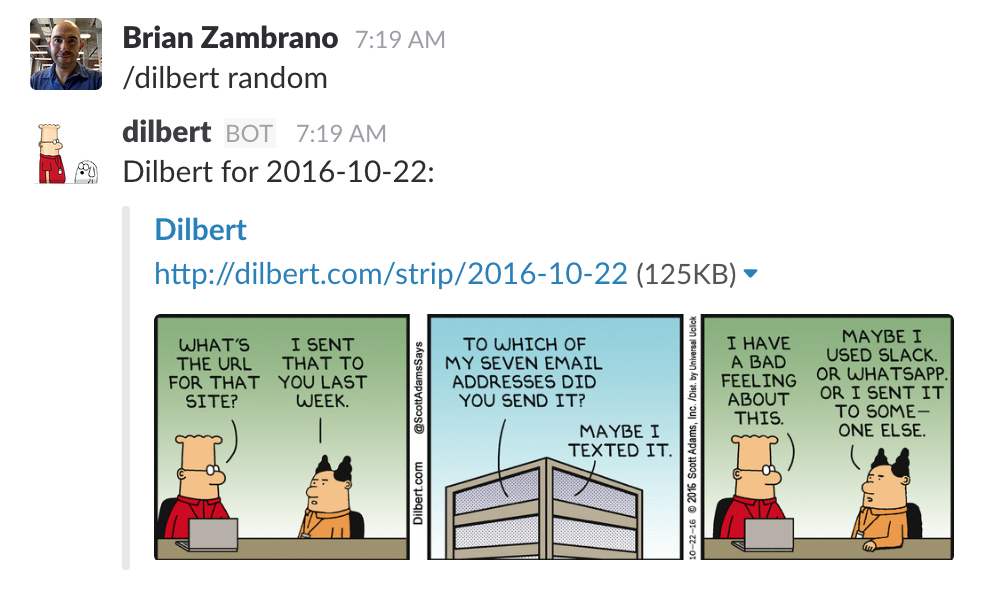 Brian Zambrano 7:19 AM
/dilbert random
dilbert BOT 7:19 AM
Dilbert for 2016-10-22:
Dilbert
http://dilbert.com/strip/2016-10-22 (125KB)
WHAT'S
THE URL
FOR THAT
SITE?
I SENT
THAT TO
YOU LAST
WEEK.
Dilbert.com @ScottAdamsSays
TO WHICH OF
MY SEVEN EMAIL
ADDRESSES DID
YOU SEND IT?
MAYBE I
TEXTED IT.
10-22-16 © 2016 Scott Adams, Inc. /Dist. by Universal Uclick
I HAVE
A BAD
FEELING
ABOUT
THIS.
MAYBE I
USED SLACK.
OR WHATSAPP.
OR I SENT IT
TO SOME-
ONE ELSE.